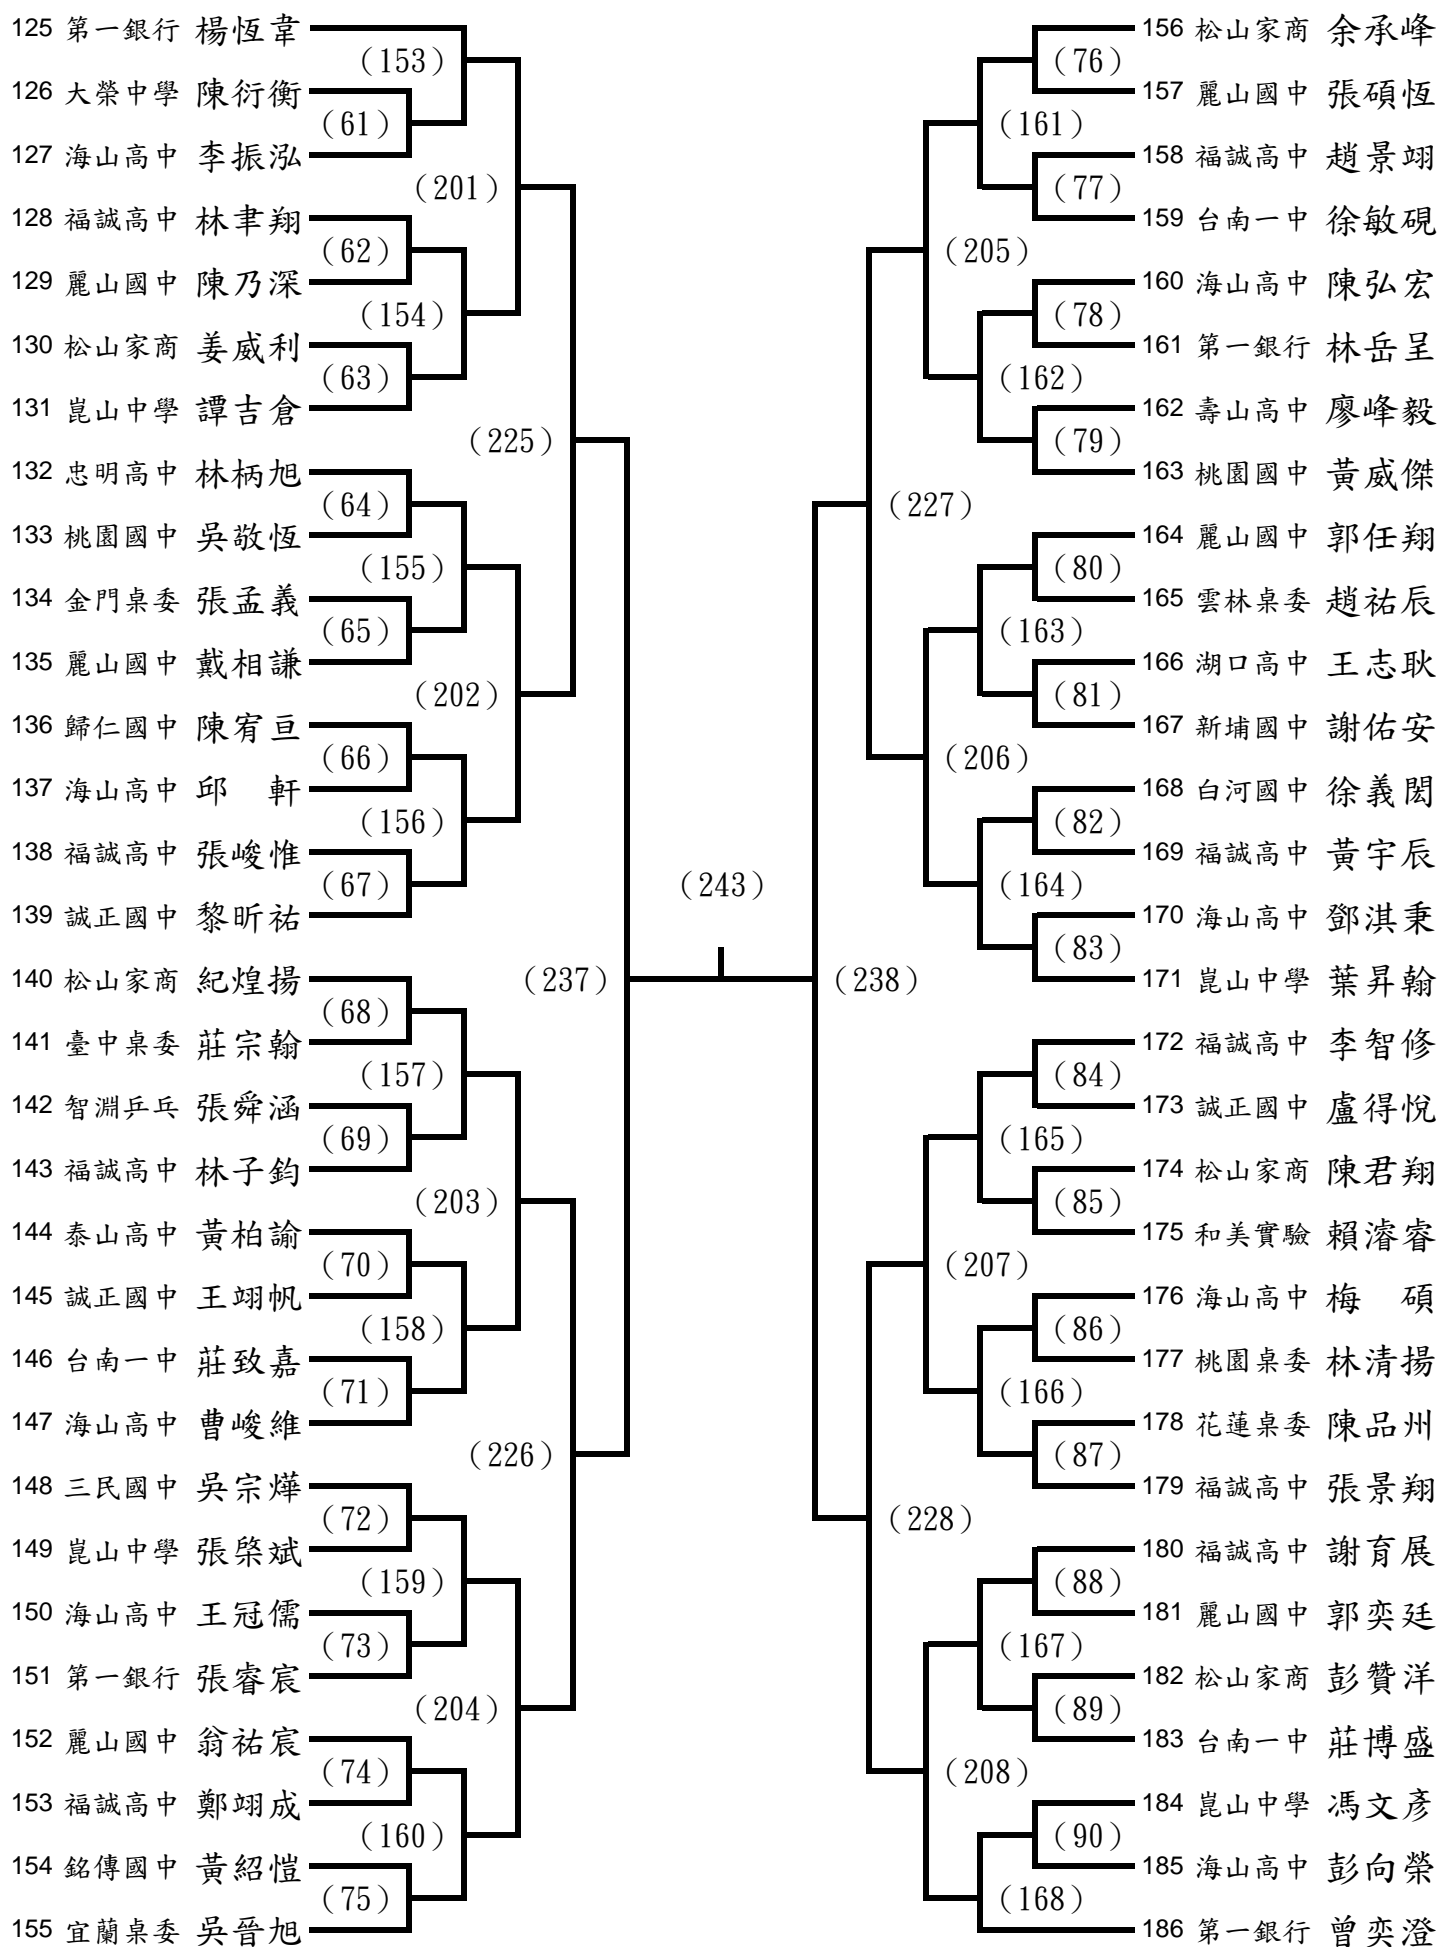 125 第一銀行 楊恆韋
(153)
126 大榮中學 陳衍衡
(61)
127 海山高中 李振泓
(201)
128 福誠高中 林聿翔
(62)
129 麗山國中 陳乃深
(154)
130 松山家商 姜威利
(63)
131 崑山中學 譚吉倉
(225)
132 忠明高中 林柄旭
(64)
133 桃園國中 吳敬恆
(155)
134 金門桌委 張孟義
(65)
135 麗山國中 戴相謙
(202)
136 歸仁國中 陳宥亘
(66)
137 海山高中 邱　軒
(156)
138 福誠高中 張峻惟
(67)
139 誠正國中 黎昕祐
(237)
140 松山家商 紀煌揚
(68)
141 臺中桌委 莊宗翰
(157)
142 智淵乒乓 張舜涵
(69)
143 福誠高中 林子鈞
(203)
144 泰山高中 黃柏諭
(70)
145 誠正國中 王翊帆
(158)
146 台南一中 莊致嘉
(71)
147 海山高中 曹峻維
(226)
148 三民國中 吳宗燁
(72)
149 崑山中學 張棨斌
(159)
150 海山高中 王冠儒
(73)
151 第一銀行 張睿宸
(204)
152 麗山國中 翁祐宸
(74)
153 福誠高中 鄭翊成
(160)
154 銘傳國中 黃紹愷
(75)
155 宜蘭桌委 吳晉旭
(243)
156 松山家商 余承峰
(76)
157 麗山國中 張碩恆
(161)
158 福誠高中 趙景翊
(77)
159 台南一中 徐敏硯
(205)
160 海山高中 陳弘宏
(78)
161 第一銀行 林岳呈
(162)
162 壽山高中 廖峰毅
(79)
163 桃園國中 黃威傑
(227)
164 麗山國中 郭任翔
(80)
165 雲林桌委 趙祐辰
(163)
166 湖口高中 王志耿
(81)
167 新埔國中 謝佑安
(206)
168 白河國中 徐義閎
(82)
169 福誠高中 黃宇辰
(164)
170 海山高中 鄧淇秉
(83)
171 崑山中學 葉昇翰
(238)
172 福誠高中 李智修
(84)
173 誠正國中 盧得悅
(165)
174 松山家商 陳君翔
(85)
175 和美實驗 賴濬睿
(207)
176 海山高中 梅　碩
(86)
177 桃園桌委 林清揚
(166)
178 花蓮桌委 陳品州
(87)
179 福誠高中 張景翔
(228)
180 福誠高中 謝育展
(88)
181 麗山國中 郭奕廷
(167)
182 松山家商 彭贊洋
(89)
183 台南一中 莊博盛
(208)
184 崑山中學 馮文彥
(90)
185 海山高中 彭向榮
(168)
186 第一銀行 曾奕澄